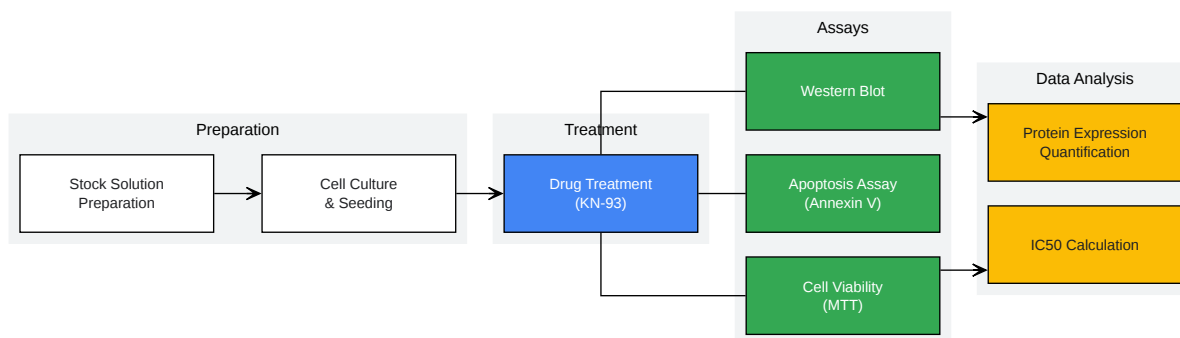 Preparation
Stock Solution
Preparation
Cell Culture
& Seeding
Treatment
Drug Treatment
(KN-93)
Assays
Western Blot
Apoptosis Assay
(Annexin V)
Cell Viability
(MTT)
Data Analysis
Protein Expression
Quantification
IC50 Calculation